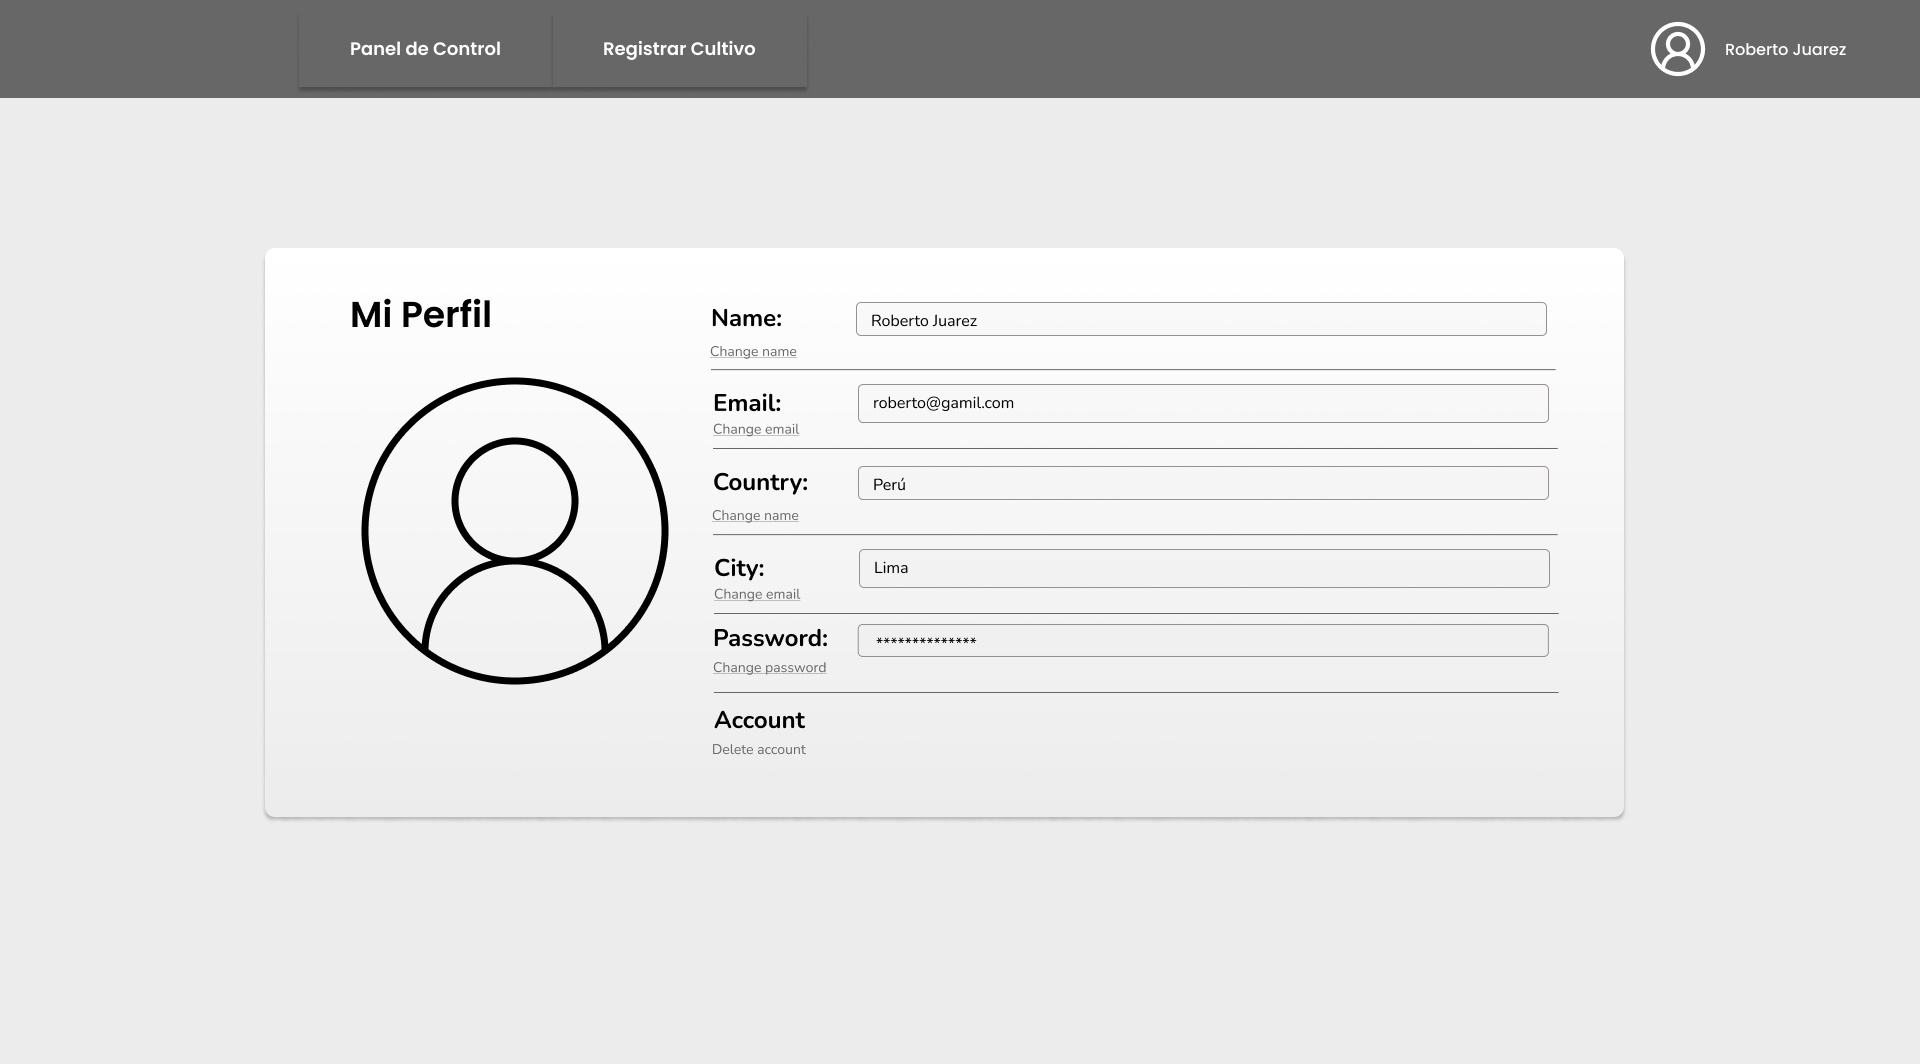 Panel de Control
Registrar Cultivo
Roberto Juarez
Mi Perfil
Name:
Roberto Juarez
Change name
Email:
roberto@gamil.com
Change email
Country:
Perú
Change name
City:
Lima
Change email
Password:
**************
Change password
Account
Delete account